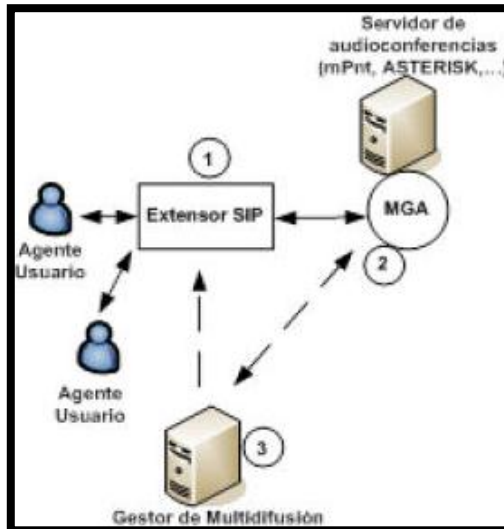 Servidor de
audioconferencias
(mPnt, ASTERISK,...)
1
Extensor SIP
MGA
2
Agente
Usuario
Agente
Usuario
3
Gestor de Multidifusión